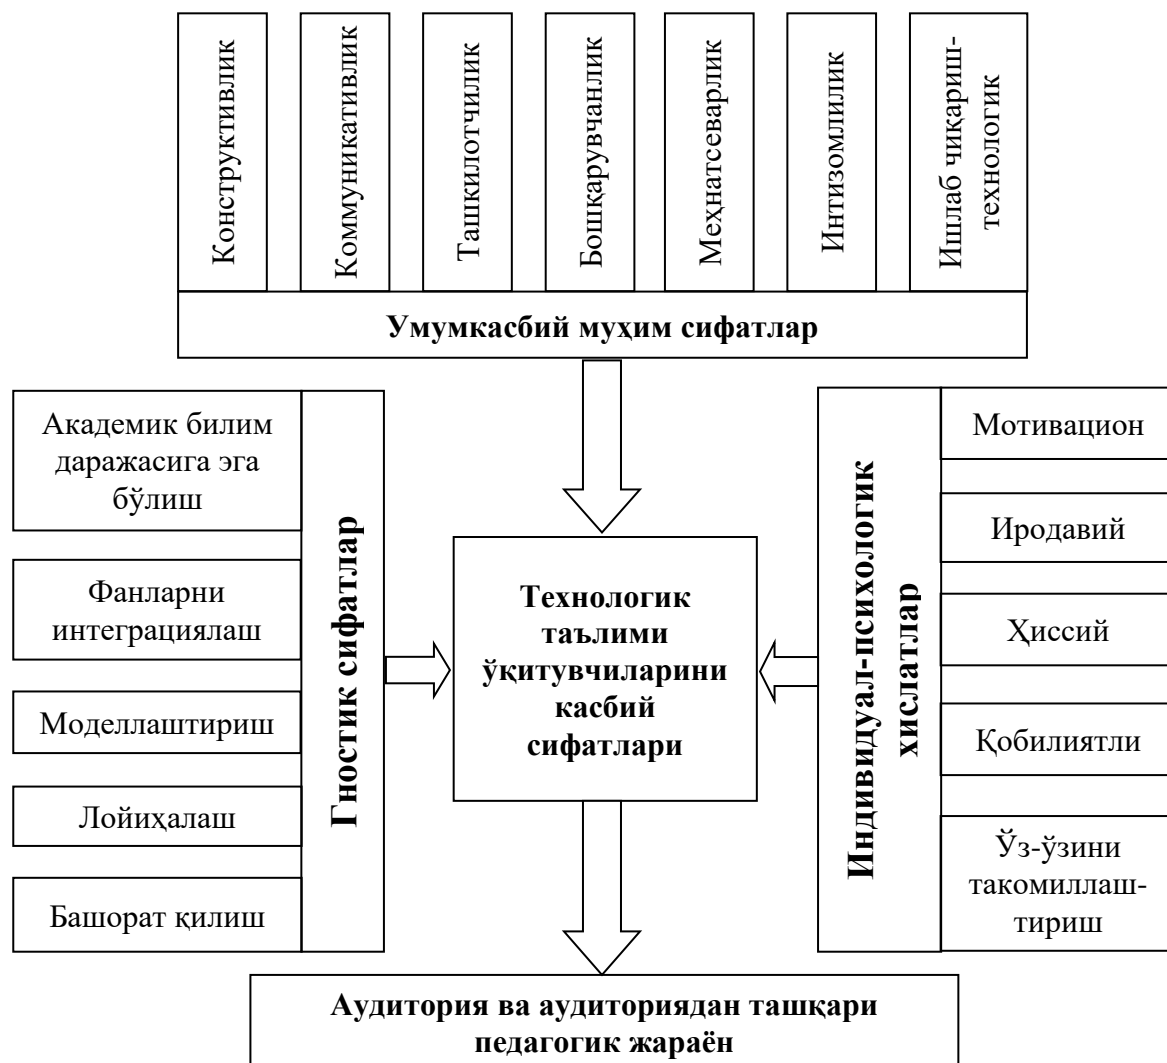 Конструктивлик
Коммуникативлик
Ташкилотчилик
Бошқарувчанлик
Меҳнатсеварлик
Интизомлилик
Ишлаб чиқариш-
технологик
Умумкасбий муҳим сифатлар
Академик билим
даражасига эга
бўлиш
Фанларни
интеграциялаш
Моделлаштириш
Лойиҳалаш
Башорат қилиш
Гностик сифатлар
Технологик
таълими
ўқитувчиларини
касбий
сифатлари
Индивидуал-психологик
хислатлар
Мотивацион
Иродавий
Ҳиссий
Қобилиятли
Ўз-ўзини
такомиллаш-
тириш
Аудитория ва аудиториядан ташқари
педагогик жараён